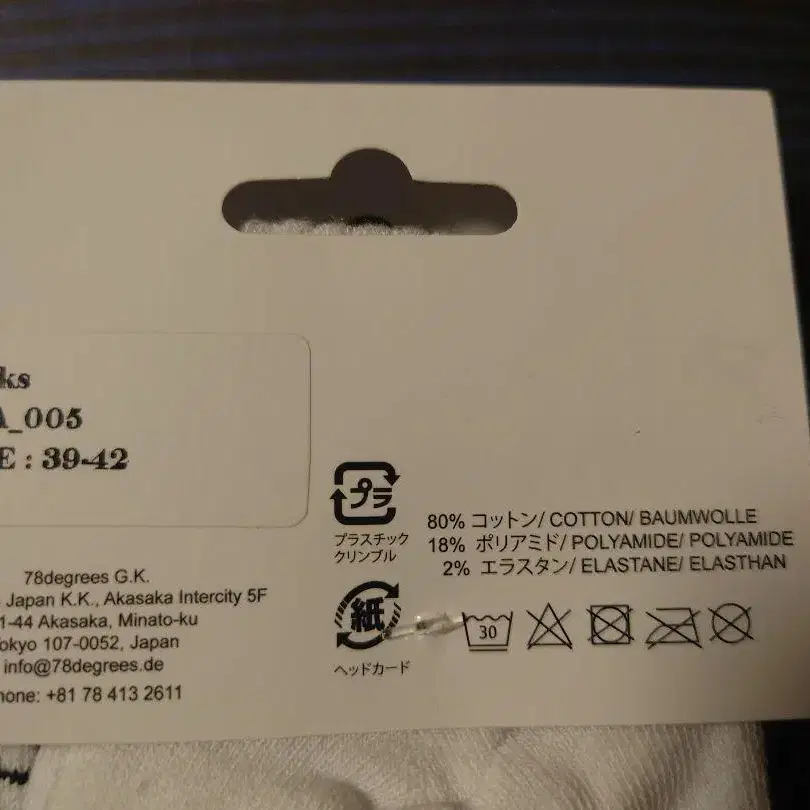 ks
A_005
E : 39-42
プラ
プラスチック
クリンプル
80% コットン/ COTTON/ BAUMWOLLE
18% ポリアミド/ POLYAMIDE/ POLYAMIDE
2% エラスタン/ ELASTANE/ ELASTHAN
78degrees G.K.
Japan K.K., Akasaka Intercity 5F
1-44 Akasaka, Minato-ku
okyo 107-0052, Japan
info@78degrees.de
hone: +81 78 413 2611
紙
ヘッドカード
30